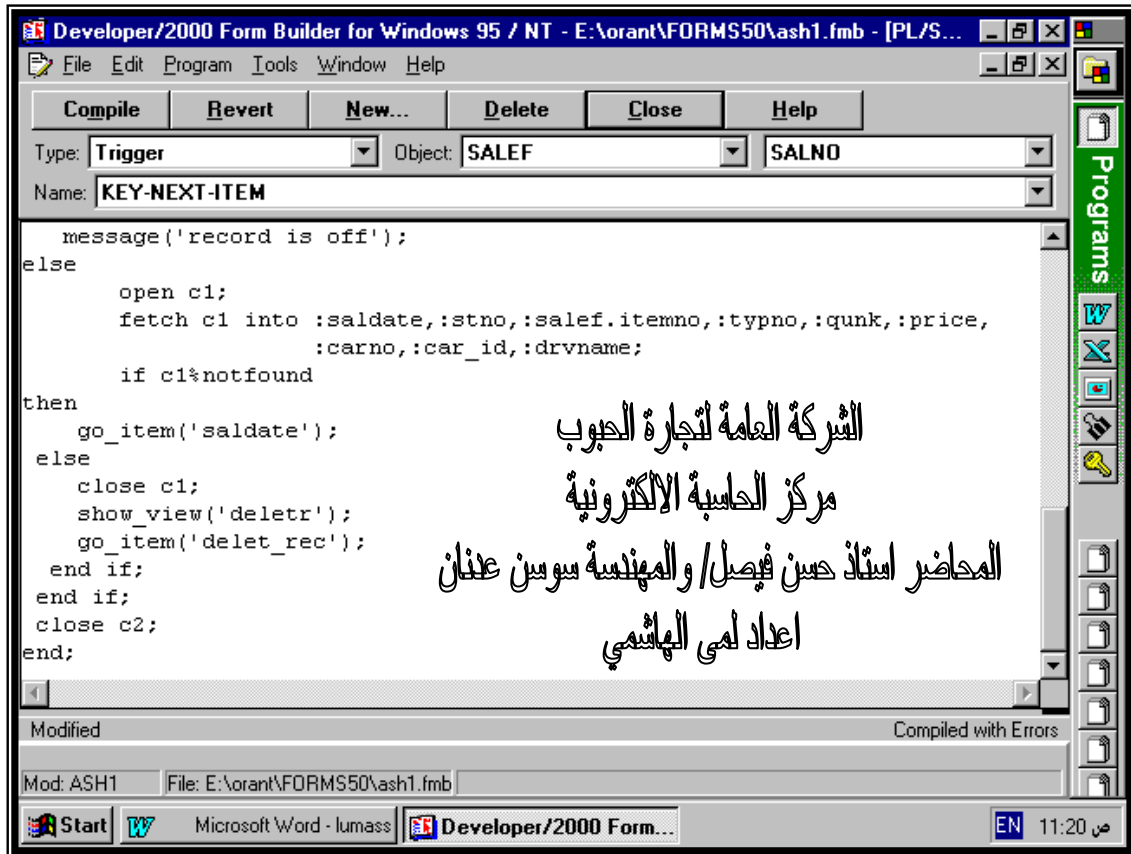 Developer/2000 Form Builder for Windows 95 / NT - E:\orant\FORMS50\ash1.fmb - [PL/S...
File Edit Program Tools Window Help
Compile Revert New... Delete Close Help
Type: Trigger Object: SALEF SALNO
Name: KEY-NEXT-ITEM
message('record is off');
else
open c1;
fetch c1 into :saldate,:stno,:salef.itemno,:typno,:qunk,:price,
:carno,:car_id,:drvname;
if c1%notfound
then
go_item('saldate');
else
close c1;
show_view('deletr');
go_item('delet_rec');
end if;
end if;
close c2;
end;
الشركة العامة لتجارة الحبوب
مركز الحاسبة الالكترونية
المحاضر استاذ حسن فيصل/ والمهندسة سوسن عدنان
اعداد لمى الهاشمي
Modified Compiled with Errors
Mod: ASH1 File: E:\orant\FORMS50\ash1.fmb
Start Microsoft Word - lumass Developer/2000 Form... EN 11:20 ص
Programs